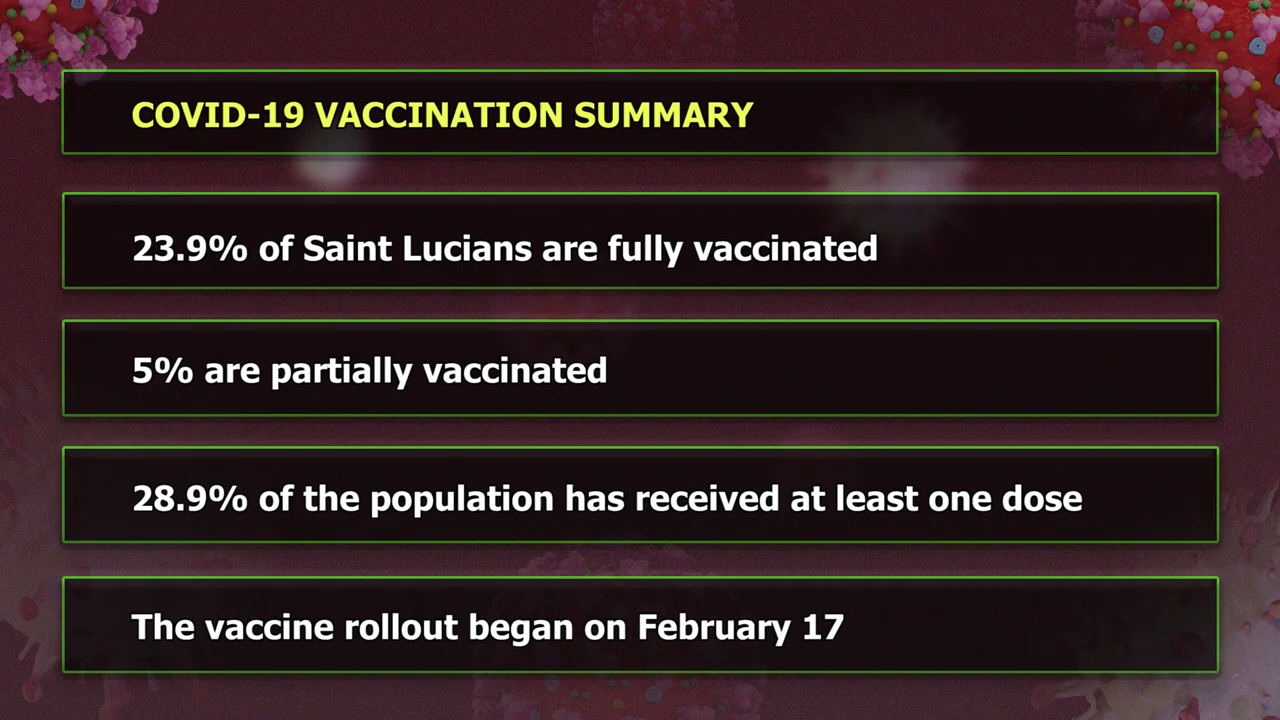 COVID-19 VACCINATION SUMMARY
23.9% of Saint Lucians are fully vaccinated
5% are partially vaccinated
28.9% of the population has received at least one dose
The vaccine rollout began on February 17